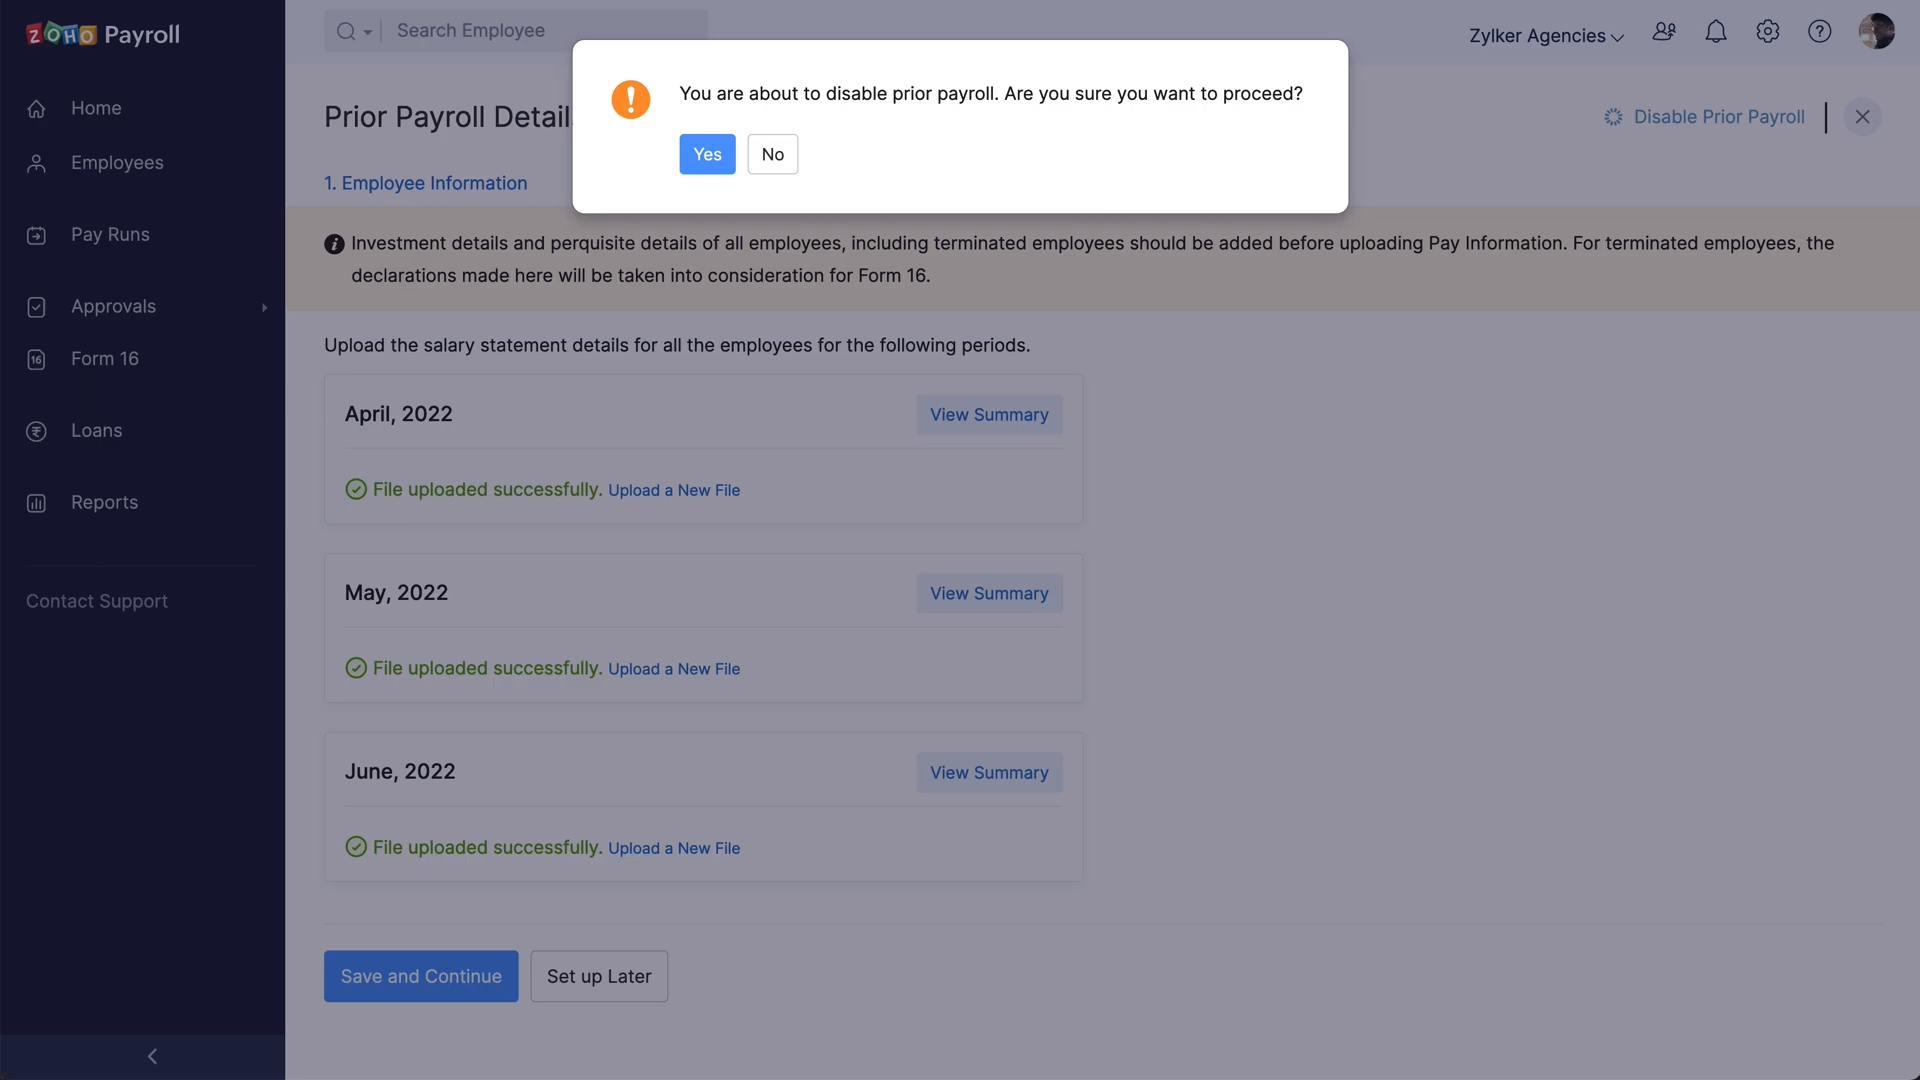 ZOHO Payroll
Search Employee
Zylker Agencies
Home
Employees
Pay Runs
Approvals
16
Form 16
Loans
Reports
Contact Support
You are about to disable prior payroll. Are you sure you want to proceed?
Yes
No
Prior Payroll Detail
Disable Prior Payroll
1. Employee Information
Investment details and perquisite details of all employees, including terminated employees should be added before uploading Pay Information. For terminated employees, the
declarations made here will be taken into consideration for Form 16.
Upload the salary statement details for all the employees for the following periods.
April, 2022
View Summary
File uploaded successfully. Upload a New File
May, 2022
View Summary
File uploaded successfully. Upload a New File
June, 2022
View Summary
File uploaded successfully. Upload a New File
Save and Continue
Set up Later